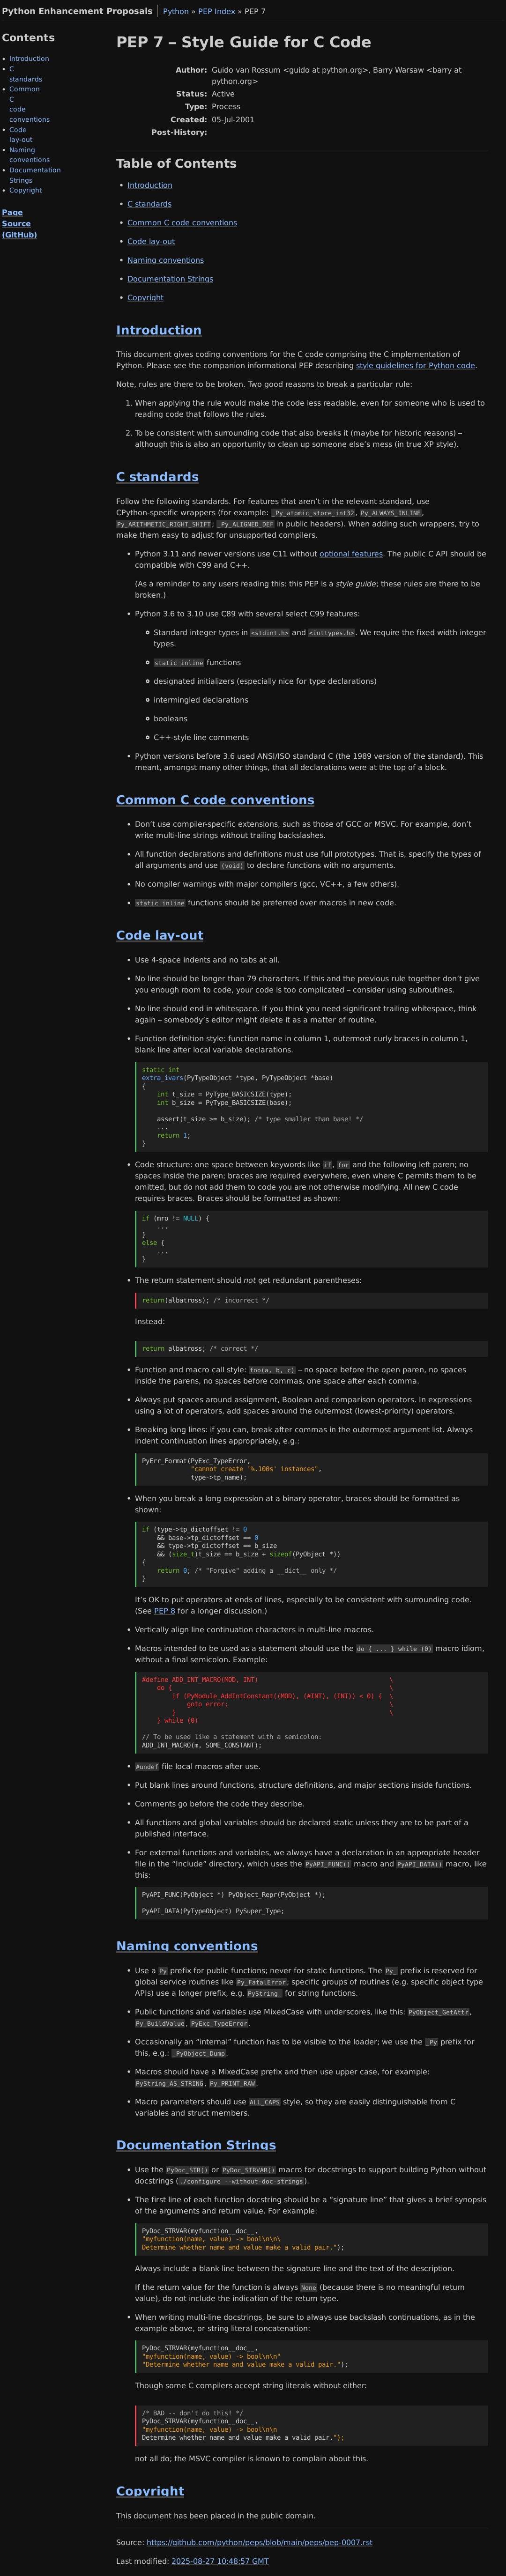 Python Enhancement Proposals
Python » PEP Index » PEP 7
Contents
Introduction
C
standards
Common
C
code
conventions
Code
lay-out
Naming
conventions
Documentation
Strings
Copyright
Page
Source
(GitHub)
PEP 7 – Style Guide for C Code
Author: Guido van Rossum <guido at python.org>, Barry Warsaw <barry at
python.org>
Status: Active
Type: Process
Created: 05-Jul-2001
Post-History:
Table of Contents
Introduction
C standards
Common C code conventions
Code lay-out
Naming conventions
Documentation Strings
Copyright
Introduction
This document gives coding conventions for the C code comprising the C implementation of
Python. Please see the companion informational PEP describing style guidelines for Python code.
Note, rules are there to be broken. Two good reasons to break a particular rule:
1. When applying the rule would make the code less readable, even for someone who is used to
reading code that follows the rules.
2. To be consistent with surrounding code that also breaks it (maybe for historic reasons) –
although this is also an opportunity to clean up someone else’s mess (in true XP style).
C standards
Follow the following standards. For features that aren’t in the relevant standard, use
CPython-specific wrappers (for example: _Py_atomic_store_int32, Py_ALWAYS_INLINE,
Py_ARITHMETIC_RIGHT_SHIFT; _Py_ALIGNED_DEF in public headers). When adding such wrappers, try to
make them easy to adjust for unsupported compilers.
Python 3.11 and newer versions use C11 without optional features. The public C API should be
compatible with C99 and C++.
(As a reminder to any users reading this: this PEP is a style guide; these rules are there to be
broken.)
Python 3.6 to 3.10 use C89 with several select C99 features:
Standard integer types in <stdint.h> and <inttypes.h>. We require the fixed width integer
types.
static inline functions
designated initializers (especially nice for type declarations)
intermingled declarations
booleans
C++-style line comments
Python versions before 3.6 used ANSI/ISO standard C (the 1989 version of the standard). This
meant, amongst many other things, that all declarations were at the top of a block.
Common C code conventions
Don’t use compiler-specific extensions, such as those of GCC or MSVC. For example, don’t
write multi-line strings without trailing backslashes.
All function declarations and definitions must use full prototypes. That is, specify the types of
all arguments and use (void) to declare functions with no arguments.
No compiler warnings with major compilers (gcc, VC++, a few others).
static inline functions should be preferred over macros in new code.
Code lay-out
Use 4-space indents and no tabs at all.
No line should be longer than 79 characters. If this and the previous rule together don’t give
you enough room to code, your code is too complicated – consider using subroutines.
No line should end in whitespace. If you think you need significant trailing whitespace, think
again – somebody’s editor might delete it as a matter of routine.
Function definition style: function name in column 1, outermost curly braces in column 1,
blank line after local variable declarations.
static int
extra_ivars(PyTypeObject *type, PyTypeObject *base)
{
    int t_size = PyType_BASICSIZE(type);
    int b_size = PyType_BASICSIZE(base);
    assert(t_size >= b_size); /* type smaller than base! */
    ...
    return 1;
}
Code structure: one space between keywords like if, for and the following left paren; no
spaces inside the paren; braces are required everywhere, even where C permits them to be
omitted, but do not add them to code you are not otherwise modifying. All new C code
requires braces. Braces should be formatted as shown:
if (mro != NULL) {
    ...
}
else {
    ...
}
The return statement should not get redundant parentheses:
return(albatross); /* incorrect */
Instead:
return albatross; /* correct */
Function and macro call style: foo(a, b, c) – no space before the open paren, no spaces
inside the parens, no spaces before commas, one space after each comma.
Always put spaces around assignment, Boolean and comparison operators. In expressions
using a lot of operators, add spaces around the outermost (lowest-priority) operators.
Breaking long lines: if you can, break after commas in the outermost argument list. Always
indent continuation lines appropriately, e.g.:
PyErr_Format(PyExc_TypeError,
             "cannot create '%.100s' instances",
             type->tp_name);
When you break a long expression at a binary operator, braces should be formatted as
shown:
if (type->tp_dictoffset != 0
    && base->tp_dictoffset == 0
    && type->tp_dictoffset == b_size
    && (size_t)t_size == b_size + sizeof(PyObject *))
{
    return 0; /* "Forgive" adding a __dict__ only */
}
It’s OK to put operators at ends of lines, especially to be consistent with surrounding code.
(See PEP 8 for a longer discussion.)
Vertically align line continuation characters in multi-line macros.
Macros intended to be used as a statement should use the do { ... } while (0) macro idiom,
without a final semicolon. Example:
#define ADD_INT_MACRO(MOD, INT) \
    do { \
        if (PyModule_AddIntConstant((MOD), (#INT), (INT)) < 0) { \
            goto error; \
        } \
    } while (0)
// To be used like a statement with a semicolon:
ADD_INT_MACRO(m, SOME_CONSTANT);
#undef file local macros after use.
Put blank lines around functions, structure definitions, and major sections inside functions.
Comments go before the code they describe.
All functions and global variables should be declared static unless they are to be part of a
published interface.
For external functions and variables, we always have a declaration in an appropriate header
file in the “Include” directory, which uses the PyAPI_FUNC() macro and PyAPI_DATA() macro, like
this:
PyAPI_FUNC(PyObject *) PyObject_Repr(PyObject *);
PyAPI_DATA(PyTypeObject) PySuper_Type;
Naming conventions
Use a Py prefix for public functions; never for static functions. The Py_ prefix is reserved for
global service routines like Py_FatalError; specific groups of routines (e.g. specific object type
APIs) use a longer prefix, e.g. PyString_ for string functions.
Public functions and variables use MixedCase with underscores, like this: PyObject_GetAttr,
Py_BuildValue, PyExc_TypeError.
Occasionally an “internal” function has to be visible to the loader; we use the _Py prefix for
this, e.g.: _PyObject_Dump.
Macros should have a MixedCase prefix and then use upper case, for example:
PyString_AS_STRING, Py_PRINT_RAW.
Macro parameters should use ALL_CAPS style, so they are easily distinguishable from C
variables and struct members.
Documentation Strings
Use the PyDoc_STR() or PyDoc_STRVAR() macro for docstrings to support building Python without
docstrings (./configure --without-doc-strings).
The first line of each function docstring should be a “signature line” that gives a brief synopsis
of the arguments and return value. For example:
PyDoc_STRVAR(myfunction__doc__,
"myfunction(name, value) -> bool\n\n\
Determine whether name and value make a valid pair.");
Always include a blank line between the signature line and the text of the description.
If the return value for the function is always None (because there is no meaningful return
value), do not include the indication of the return type.
When writing multi-line docstrings, be sure to always use backslash continuations, as in the
example above, or string literal concatenation:
PyDoc_STRVAR(myfunction__doc__,
"myfunction(name, value) -> bool\n\n"
"Determine whether name and value make a valid pair.");
Though some C compilers accept string literals without either:
/* BAD -- don't do this! */
PyDoc_STRVAR(myfunction__doc__,
"myfunction(name, value) -> bool\n\n
Determine whether name and value make a valid pair.");
not all do; the MSVC compiler is known to complain about this.
Copyright
This document has been placed in the public domain.
Source: https://github.com/python/peps/blob/main/peps/pep-0007.rst
Last modified: 2025-08-27 10:48:57 GMT